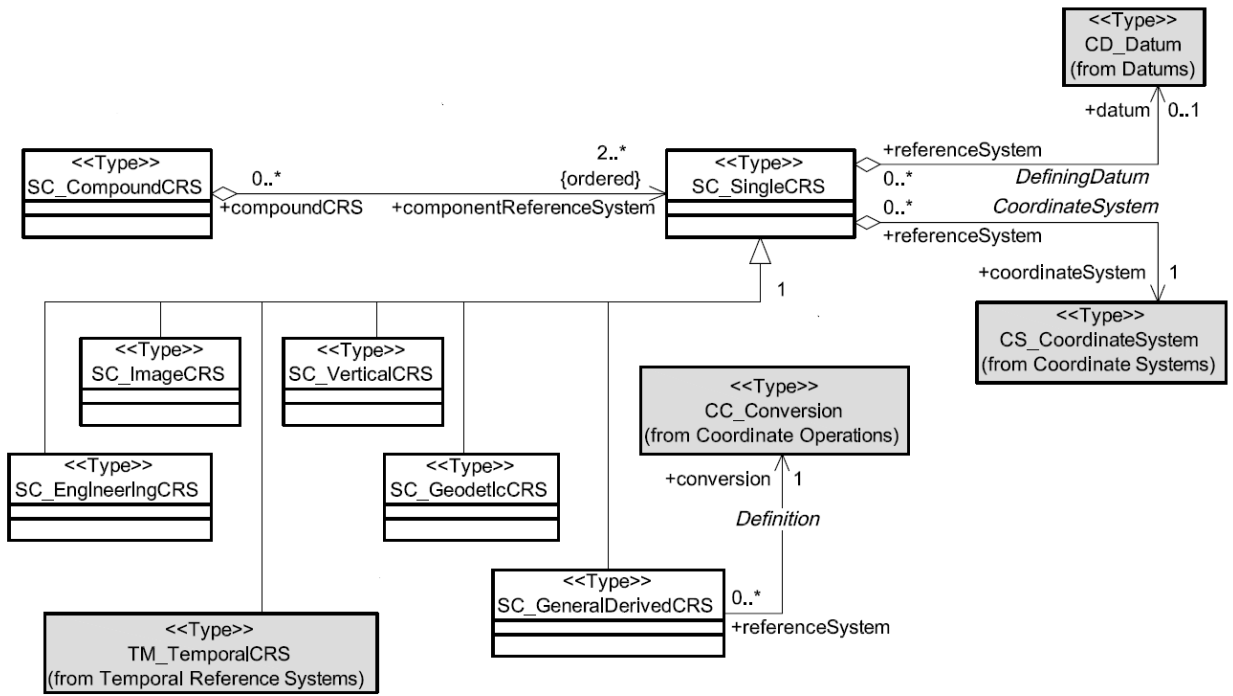 <<Type>>
CD_Datum
(from Datums)
+datum
0..1
<<Type>>
SC_CompoundCRS
0..*
+compoundCRS
2..*
{ordered}
+componentReferenceSystem
<<Type>>
SC_SingleCRS
+referenceSystem
0..*
DefiningDatum
0..*
CoordinateSystem
+referenceSystem
+coordinateSystem
1
1
<<Type>>
CS_CoordinateSystem
(from Coordinate Systems)
<<Type>>
SC_ImageCRS
<<Type>>
SC_VerticalCRS
<<Type>>
CC_Conversion
(from Coordinate Operations)
<<Type>>
SC_EngIneerIngCRS
<<Type>>
SC_GeodetIcCRS
+conversion
1
Definition
<<Type>>
SC_GeneralDerivedCRS
0..*
+referenceSystem
<<Type>>
TM_TemporalCRS
(from Temporal Reference Systems)